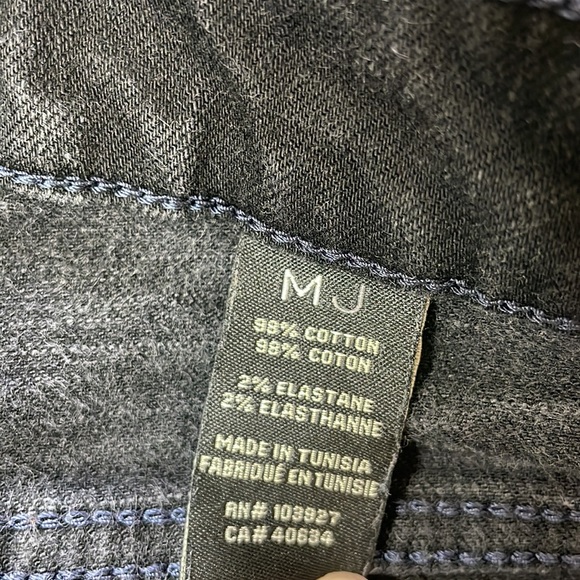 MJ
98% COTTON
98% COTON
2% ELASTANE
2% ELASTHANNE
MADE IN TUNISIA
FABRIQUÉ EN TUNISIE
RN# 103927
CA# 40634